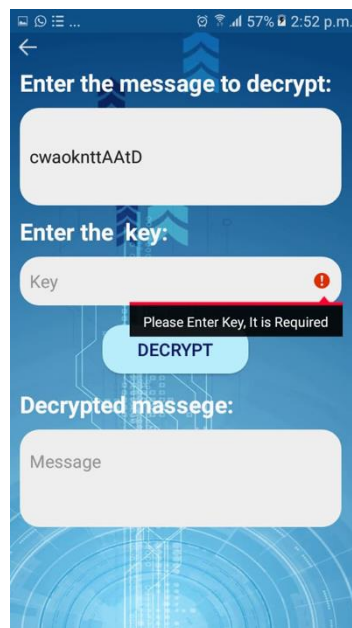 57% 2:52 p.m.
Enter the message to decrypt:
cwaoknttAAtD
Enter the key:
Key
Please Enter Key, It is Required
DECRYPT
Decrypted massege:
Message